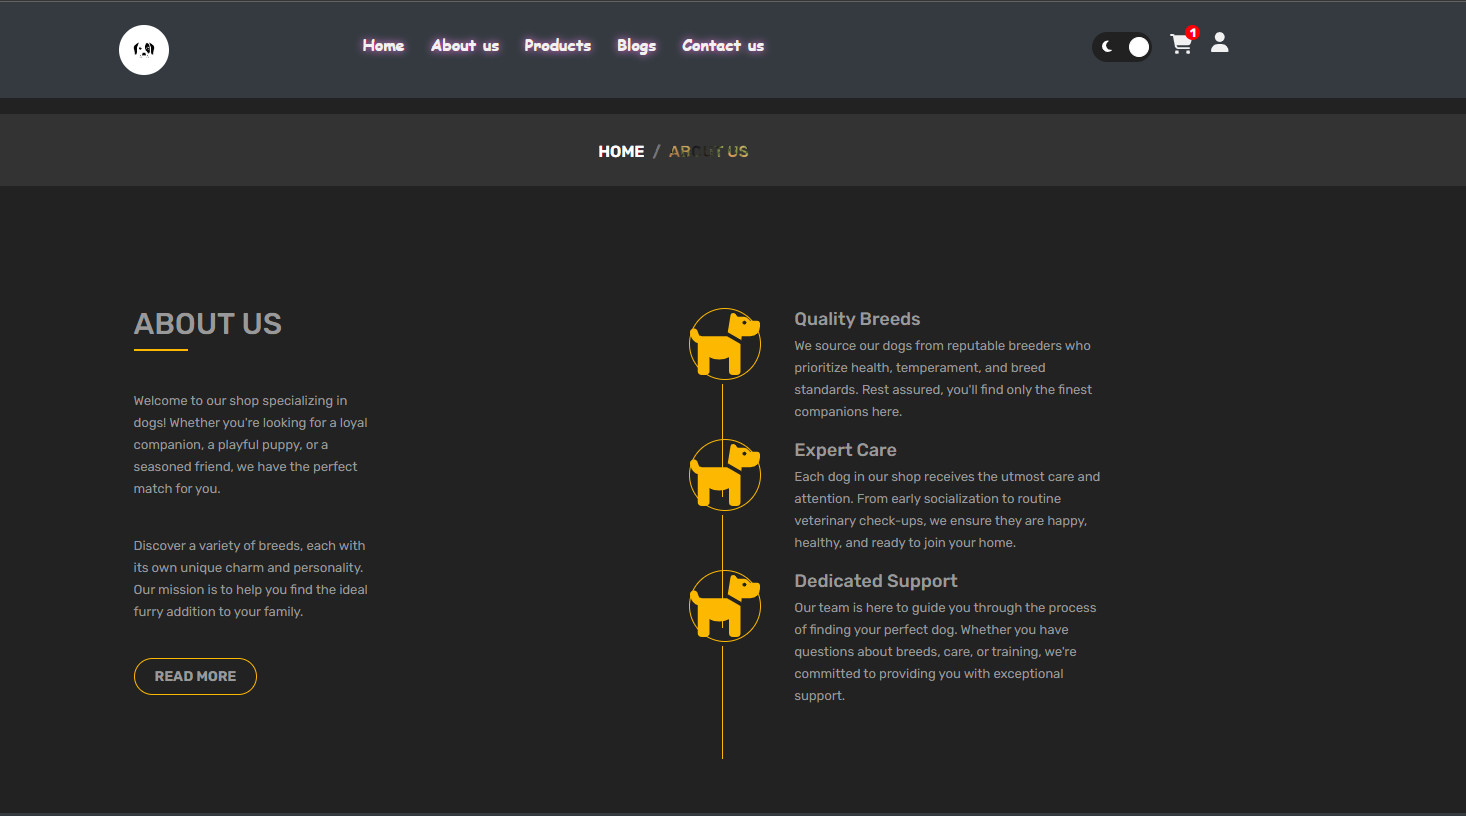 Home About us Products Blogs Contact us
1
HOME / ABOUT US
ABOUT US
Welcome to our shop specializing in
dogs! Whether you're looking for a loyal
companion, a playful puppy, or a
seasoned friend, we have the perfect
match for you.
Discover a variety of breeds, each with
its own unique charm and personality.
Our mission is to help you find the ideal
furry addition to your family.
READ MORE
Quality Breeds
We source our dogs from reputable breeders who
prioritize health, temperament, and breed
standards. Rest assured, you'll find only the finest
companions here.
Expert Care
Each dog in our shop receives the utmost care and
attention. From early socialization to routine
veterinary check-ups, we ensure they are happy,
healthy, and ready to join your home.
Dedicated Support
Our team is here to guide you through the process
of finding your perfect dog. Whether you have
questions about breeds, care, or training, we're
committed to providing you with exceptional
support.